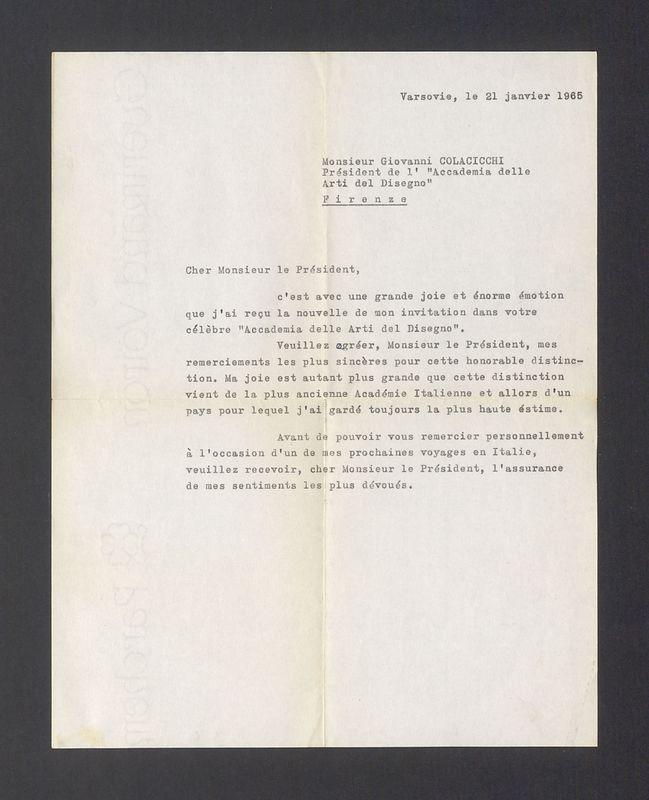 Varsovie, le 21 janvier 1965
Monsieur Giovanni COLACICCHI
Président de l' "Accademia delle
Arti del Disegno"
F i r e n z e
Cher Monsieur le Président,
c'est avec une grande joie et énorme émotion
que j'ai reçu la nouvelle de mon invitation dans votre
célèbre "Accademia delle Arti del Disegno".
Veuillez agréer, Monsieur le Président, mes
remerciements les plus sincères pour cette honorable distinc-
tion. Ma joie est autant plus grande que cette distinction
vient de la plus ancienne Académie Italienne et allors d'un
pays pour lequel j'ai gardé toujours la plus haute éstime.
Avant de pouvoir vous remercier personnellement
à l'occasion d'un de mes prochaines voyages en Italie,
veuillez recevoir, cher Monsieur le Président, l'assurance
de mes sentiments les plus dévoués.